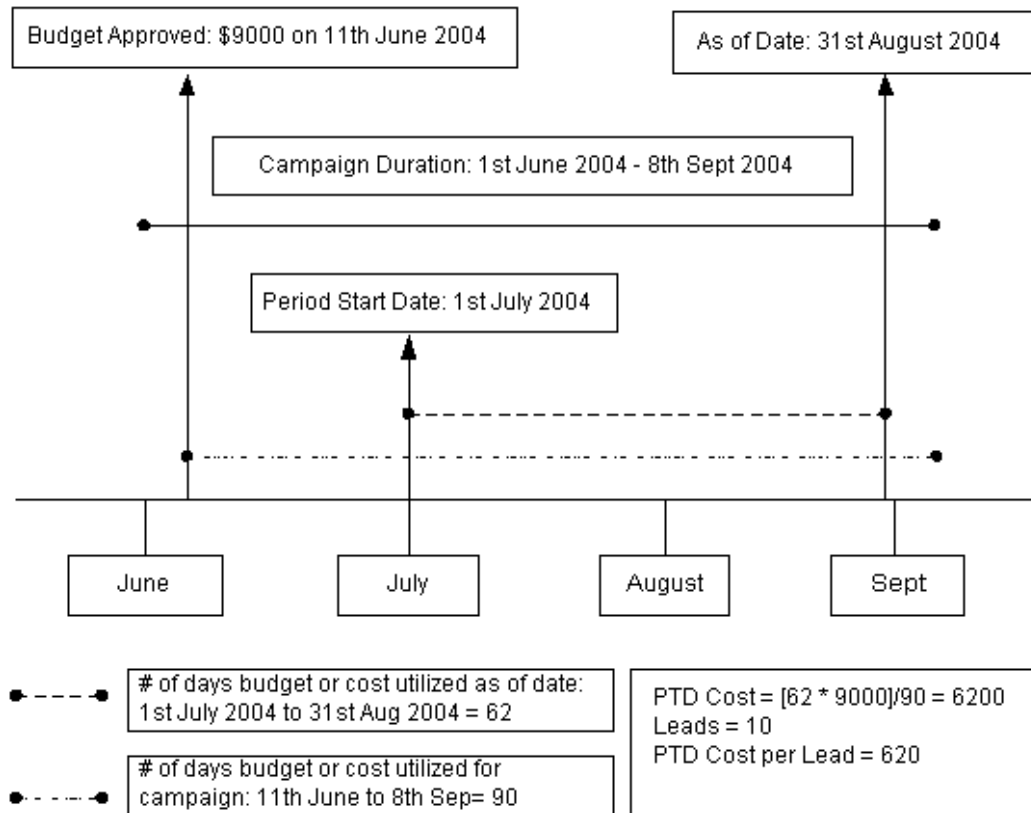 Budget Approved: $9000 on 11th June 2004
As of Date: 31st August 2004
Campaign Duration: 1st June 2004 - 8th Sept 2004
Period Start Date: 1st July 2004
June
July
August
Sept
# of days budget or cost utilized as of date:
1st July 2004 to 31st Aug 2004 = 62
# of days budget or cost utilized for
campaign: 11th June to 8th Sep= 90
PTD Cost = [62 * 9000]/90 = 6200
Leads = 10
PTD Cost per Lead = 620